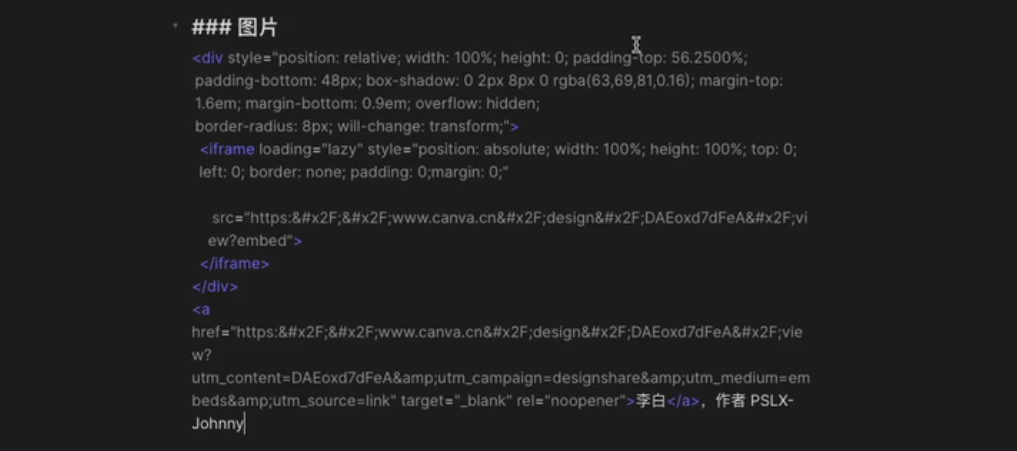 ### 图片
<div style="position: relative; width: 100%; height: 0; padding-top: 56.2500%;
padding-bottom: 48px; box-shadow: 0 2px 8px 0 rgba(63,69,81,0.16); margin-top:
1.6em; margin-bottom: 0.9em; overflow: hidden;
border-radius: 8px; will-change: transform;">
<iframe loading="lazy" style="position: absolute; width: 100%; height: 100%; top: 0;
left: 0; border: none; padding: 0;margin: 0;"
src="https:&#x2F;&#x2F;www.canva.cn&#x2F;design&#x2F;DAEoxd7dFeA&#x2F;vi
ew?embed">
</iframe>
</div>
<a
href="https:&#x2F;&#x2F;www.canva.cn&#x2F;design&#x2F;DAEoxd7dFeA&#x2F;vie
w?
utm_content=DAEoxd7dFeA&amp;utm_campaign=designshare&amp;utm_medium=em
beds&amp;utm_source=link" target="_blank" rel="noopener">李白</a>，作者 PSLX-
Johnny